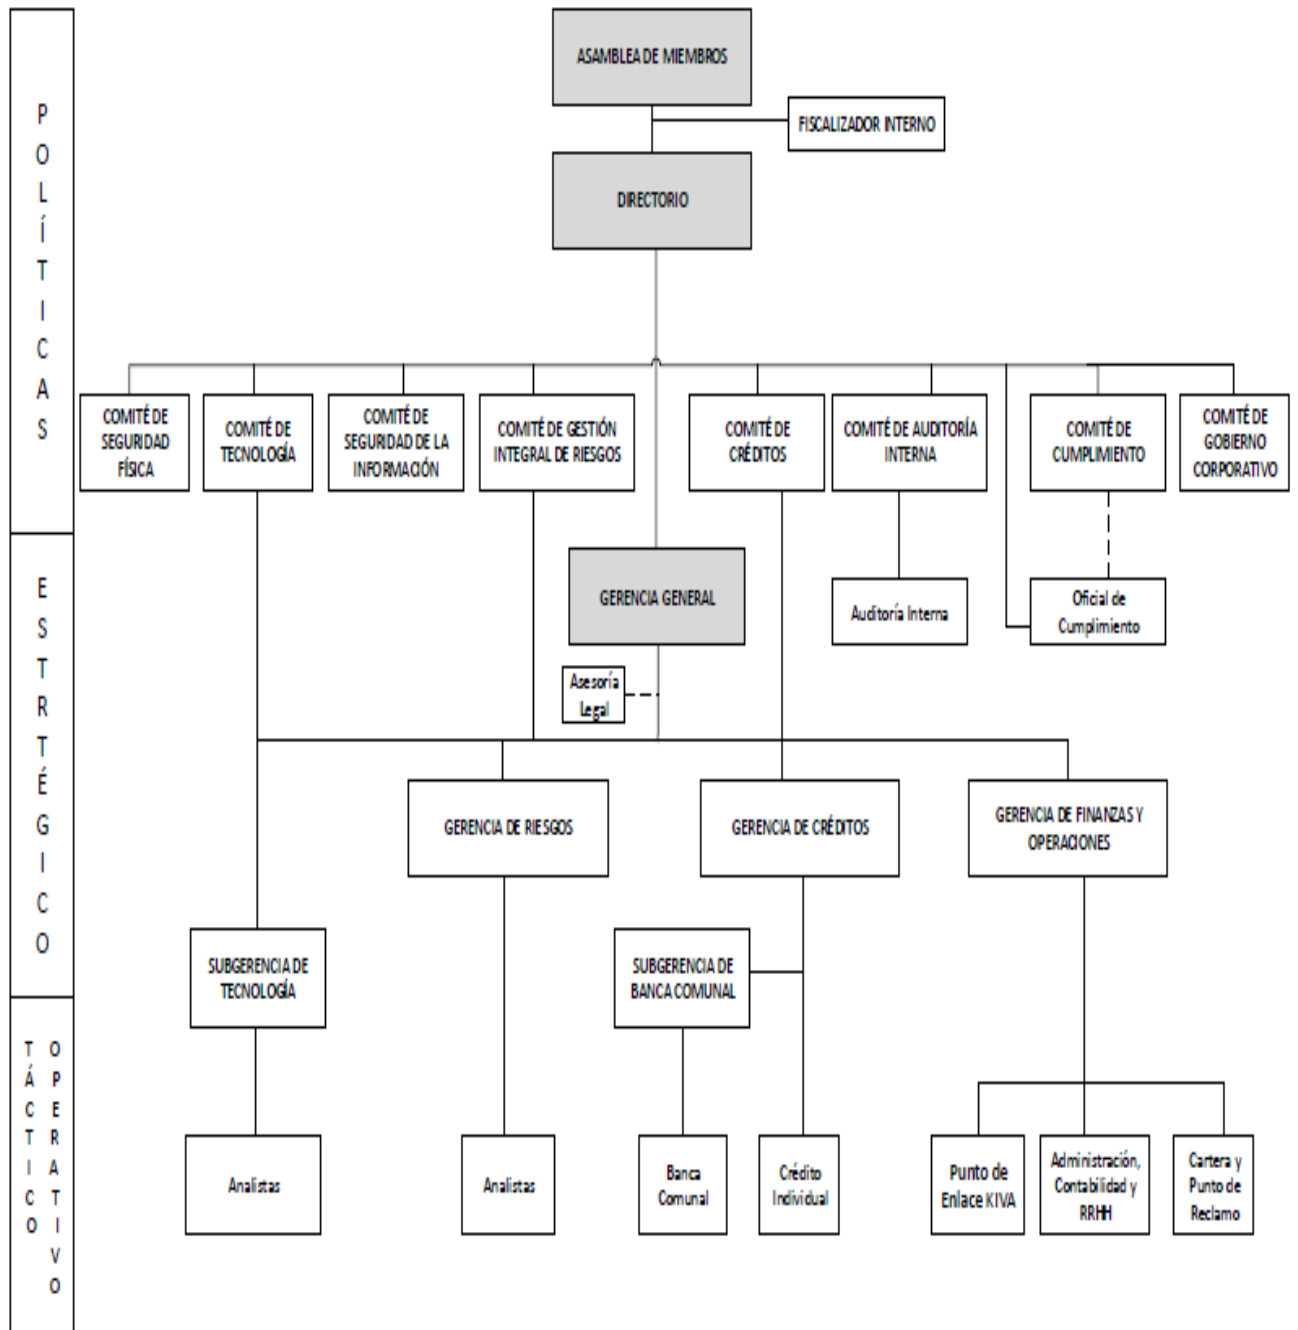 POLÍTICAS
ASAMBLEA DE MIEMBROS
FISCALIZADOR INTERNO
DIRECTORIO
COMITÉ DE
SEGURIDAD
FÍSICA
COMITÉ DE
TECNOLOGÍA
COMITÉ DE
SEGURIDAD DE LA
INFORMACIÓN
COMITÉ DE GESTIÓN
INTEGRAL DE RIESGOS
COMITÉ DE
CRÉDITOS
COMITÉ DE AUDITORÍA
INTERNA
COMITÉ DE
CUMPLIMIENTO
COMITÉ DE
GOBIERNO
CORPORATIVO
ESTRTÉGICO
GERENCIA GENERAL
Auditoría Interna
Oficial de
Cumplimiento
Asesoría
Legal
GERENCIA DE RIESGOS
GERENCIA DE CRÉDITOS
GERENCIA DE FINANZAS Y
OPERACIONES
SUBGERENCIA DE
TECNOLOGÍA
SUBGERENCIA DE
BANCA COMUNAL
TÁCTICO
OPERATIVO
Analistas
Analistas
Banca
Comunal
Crédito
Individual
Punto de
Enlace KIVA
Administración,
Contabilidad y
RRHH
Cartera y
Punto de
Reclamo